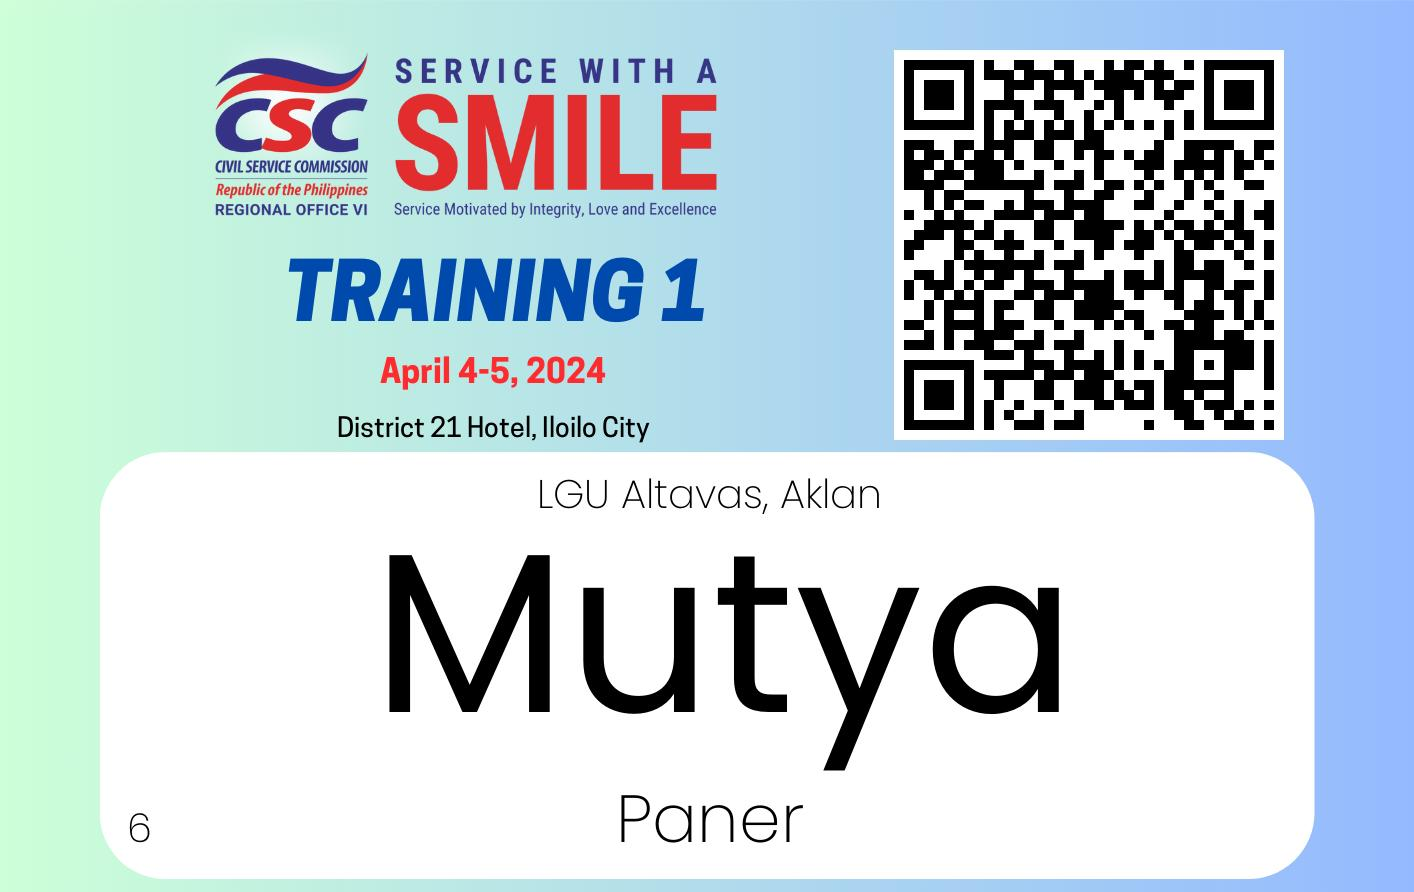 CSC
CIVIL SERVICE COMMISSION
Republic of the Philippines
REGIONAL OFFICE VI
SERVICE WITH A
SMILE
Service Motivated by Integrity, Love and Excellence
TRAINING 1
April 4-5, 2024
District 21 Hotel, Iloilo City
LGU Altavas, Aklan
Mutya
Paner
6